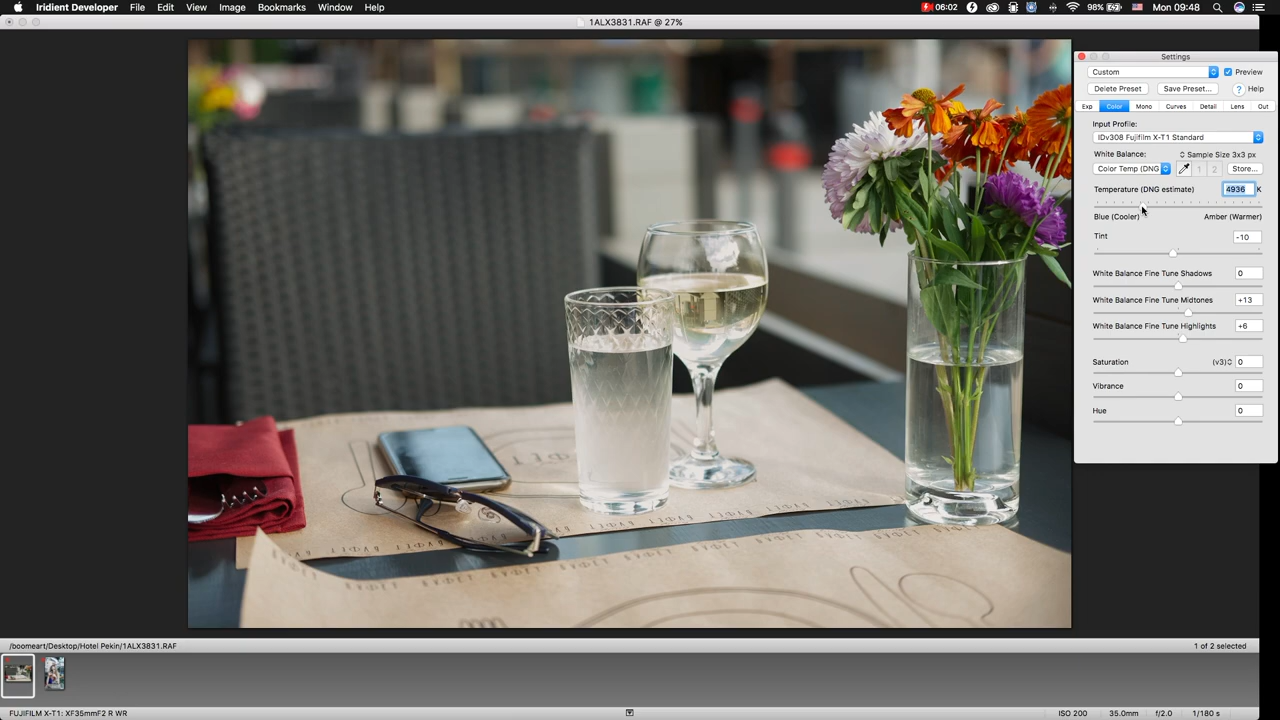 Iridient Developer File Edit View Image Bookmarks Window Help 06:02 98% Mon 09:48
1ALX3831.RAF @ 27%
Settings
Custom Preview
Delete Preset Save Preset... ? Help
Exp Color Mono Curves Detail Lens Out
Input Profile:
IDv308 Fujifilm X-T1 Standard
White Balance: Sample Size 3x3 px
Color Temp (DNG 1 2 Store...
Temperature (DNG estimate) 4936 K
Blue (Cooler) Amber (Warmer)
Tint -10
White Balance Fine Tune Shadows 0
White Balance Fine Tune Midtones +13
White Balance Fine Tune Highlights +6
Saturation (v3) 0
Vibrance 0
Hue 0
/boomeart/Desktop/Hotel Pekin/1ALX3831.RAF 1 of 2 selected
FUJIFILM X-T1: XF35mmF2 R WR ISO 200 35.0mm f/2.0 1/180 s